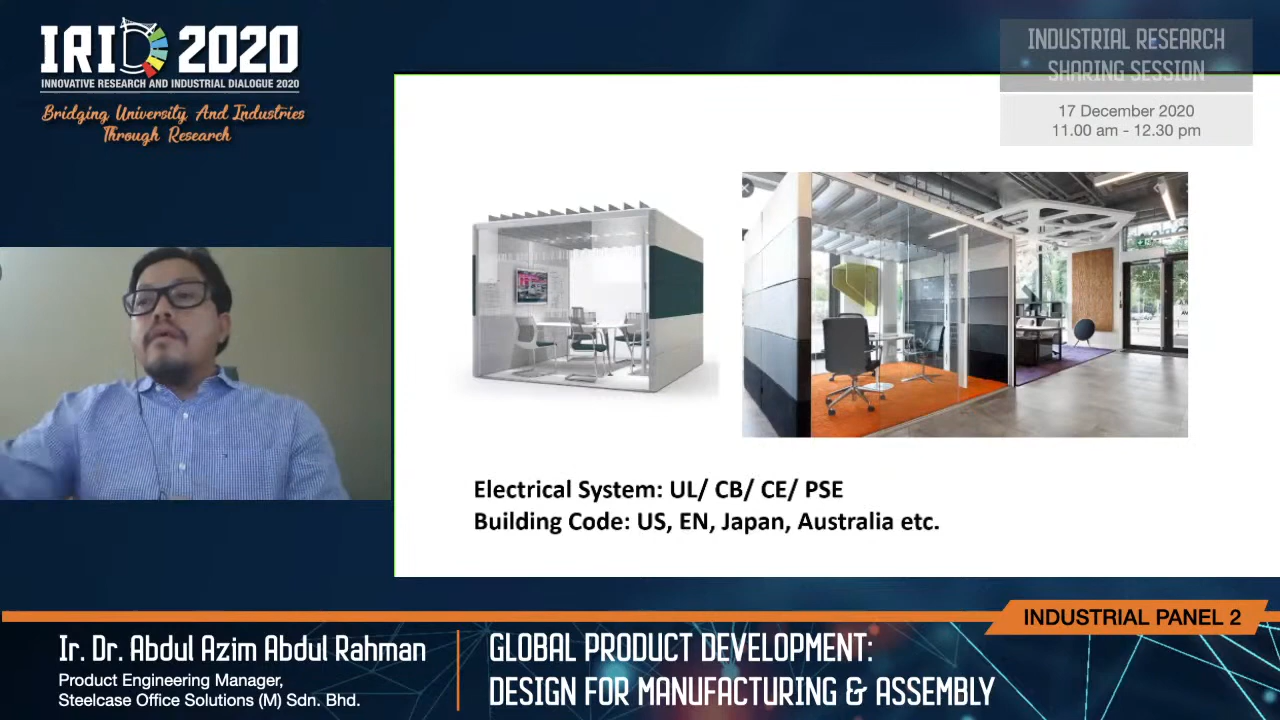 IRID 2020
INNOVATIVE RESEARCH AND INDUSTRIAL DIALOGUE 2020
Bridging University And Industries
Through Research
INDUSTRIAL RESEARCH
SHARING SESSION
17 December 2020
11.00 am - 12.30 pm
Electrical System: UL/ CB/ CE/ PSE
Building Code: US, EN, Japan, Australia etc.
INDUSTRIAL PANEL 2
Ir. Dr. Abdul Azim Abdul Rahman
Product Engineering Manager,
Steelcase Office Solutions (M) Sdn. Bhd.
GLOBAL PRODUCT DEVELOPMENT:
DESIGN FOR MANUFACTURING & ASSEMBLY